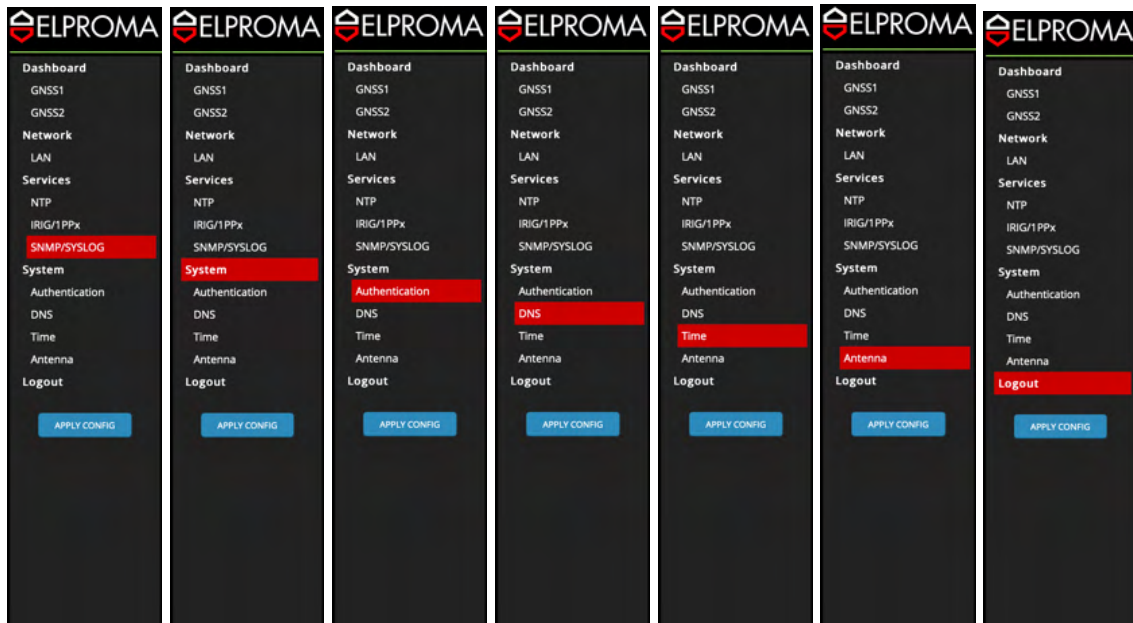 ELPROMA
Dashboard
GNSS1
GNSS2
Network
LAN
Services
NTP
IRIG/1PPx
SNMP/SYSLOG
System
Authentication
DNS
Time
Antenna
Logout
APPLY CONFIG
ELPROMA
Dashboard
GNSS1
GNSS2
Network
LAN
Services
NTP
IRIG/1PPx
SNMP/SYSLOG
System
Authentication
DNS
Time
Antenna
Logout
APPLY CONFIG
ELPROMA
Dashboard
GNSS1
GNSS2
Network
LAN
Services
NTP
IRIG/1PPx
SNMP/SYSLOG
System
Authentication
DNS
Time
Antenna
Logout
APPLY CONFIG
ELPROMA
Dashboard
GNSS1
GNSS2
Network
LAN
Services
NTP
IRIG/1PPx
SNMP/SYSLOG
System
Authentication
DNS
Time
Antenna
Logout
APPLY CONFIG
ELPROMA
Dashboard
GNSS1
GNSS2
Network
LAN
Services
NTP
IRIG/1PPx
SNMP/SYSLOG
System
Authentication
DNS
Time
Antenna
Logout
APPLY CONFIG
ELPROMA
Dashboard
GNSS1
GNSS2
Network
LAN
Services
NTP
IRIG/1PPx
SNMP/SYSLOG
System
Authentication
DNS
Time
Antenna
Logout
APPLY CONFIG
ELPROMA
Dashboard
GNSS1
GNSS2
Network
LAN
Services
NTP
IRIG/1PPx
SNMP/SYSLOG
System
Authentication
DNS
Time
Antenna
Logout
APPLY CONFIG